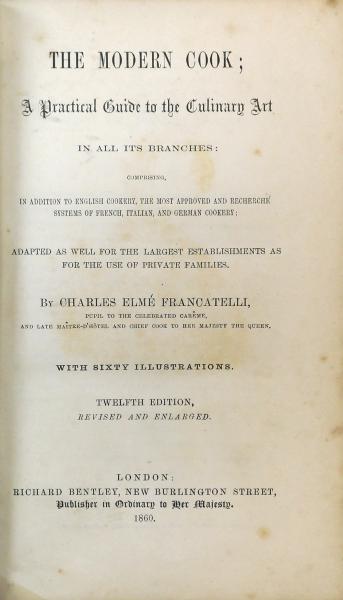 THE MODERN COOK;
A Practical Guide to the Culinary Art
IN ALL ITS BRANCHES:
COMPRISING,
IN ADDITION TO ENGLISH COOKERY, THE MOST APPROVED AND RECHERCHÉ
SYSTEMS OF FRENCH, ITALIAN, AND GERMAN COOKERY;
ADAPTED AS WELL FOR THE LARGEST ESTABLISHMENTS AS
FOR THE USE OF PRIVATE FAMILIES.
BY CHARLES ELMÉ FRANCATELLI,
PUPIL TO THE CELEBRATED CARÊME,
AND LATE MAÎTRE-D'HÔTEL AND CHIEF COOK TO HER MAJESTY THE QUEEN,
WITH SIXTY ILLUSTRATIONS.
TWELFTH EDITION,
REVISED AND ENLARGED.
LONDON:
RICHARD BENTLEY, NEW BURLINGTON STREET,
Publisher in Ordinary to Her Majesty.
1860.